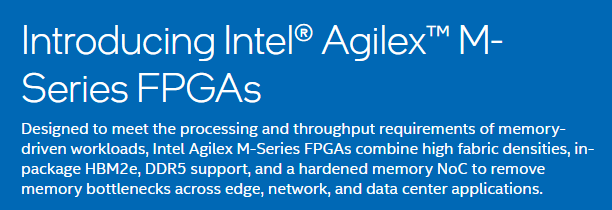 Introducing Intel® Agilex™ M-
Series FPGAs
Designed to meet the processing and throughput requirements of memory-
driven workloads, Intel Agilex M-Series FPGAs combine high fabric densities, in-
package HBM2e, DDR5 support, and a hardened memory NoC to remove
memory bottlenecks across edge, network, and data center applications.